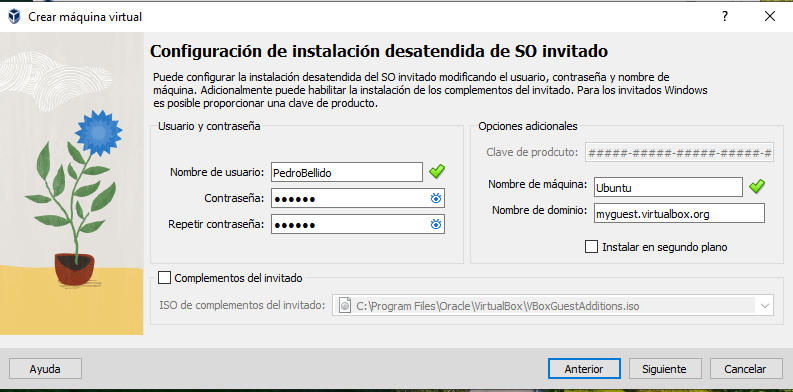 Crear máquina virtual
Configuración de instalación desatendida de SO invitado
Puede configurar la instalación desatendida del SO invitado modificando el usuario, contraseña y nombre de
máquina. Adicionalmente puede habilitar la instalación de los complementos del invitado. Para los invitados Windows
es posible proporcionar una clave de producto.
Usuario y contraseña
Nombre de usuario: PedroBellido
Contraseña: ●●●●●●
Repetir contraseña: ●●●●●●
Opciones adicionales
Clave de prodcuto: #####-#####-#####-#####-#
Nombre de máquina: Ubuntu
Nombre de dominio: myguest.virtualbox.org
Instalar en segundo plano
Complementos del invitado
ISO de complementos del invitado: C:\Program Files\Oracle\VirtualBox\VBoxGuestAdditions.iso
Ayuda
Anterior
Siguiente
Cancelar